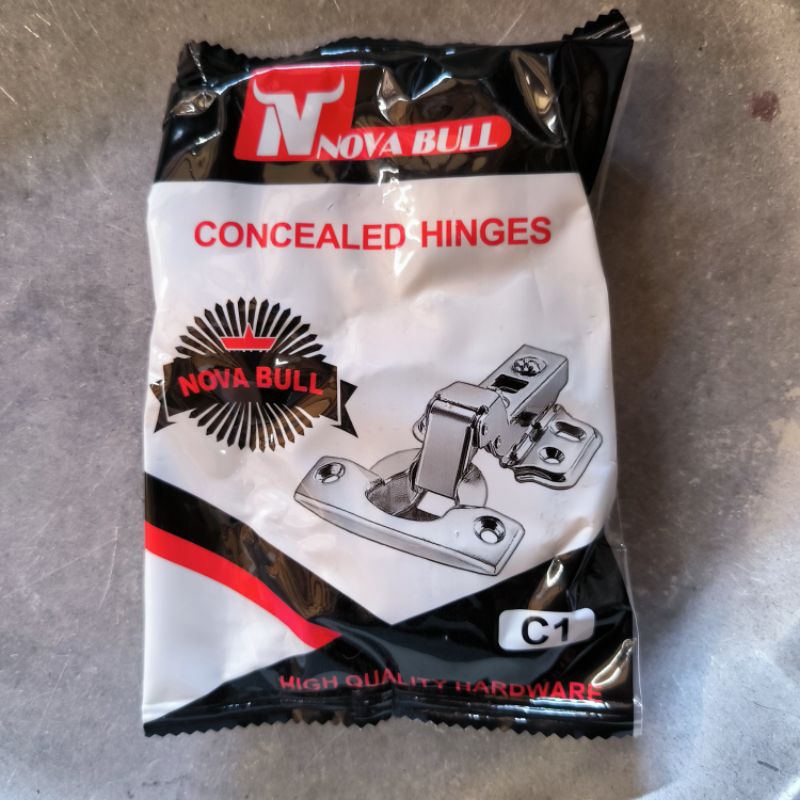 NOVA BULL
CONCEALED HINGES
NOVA BULL
C1
HIGH QUALITY HARDWARE